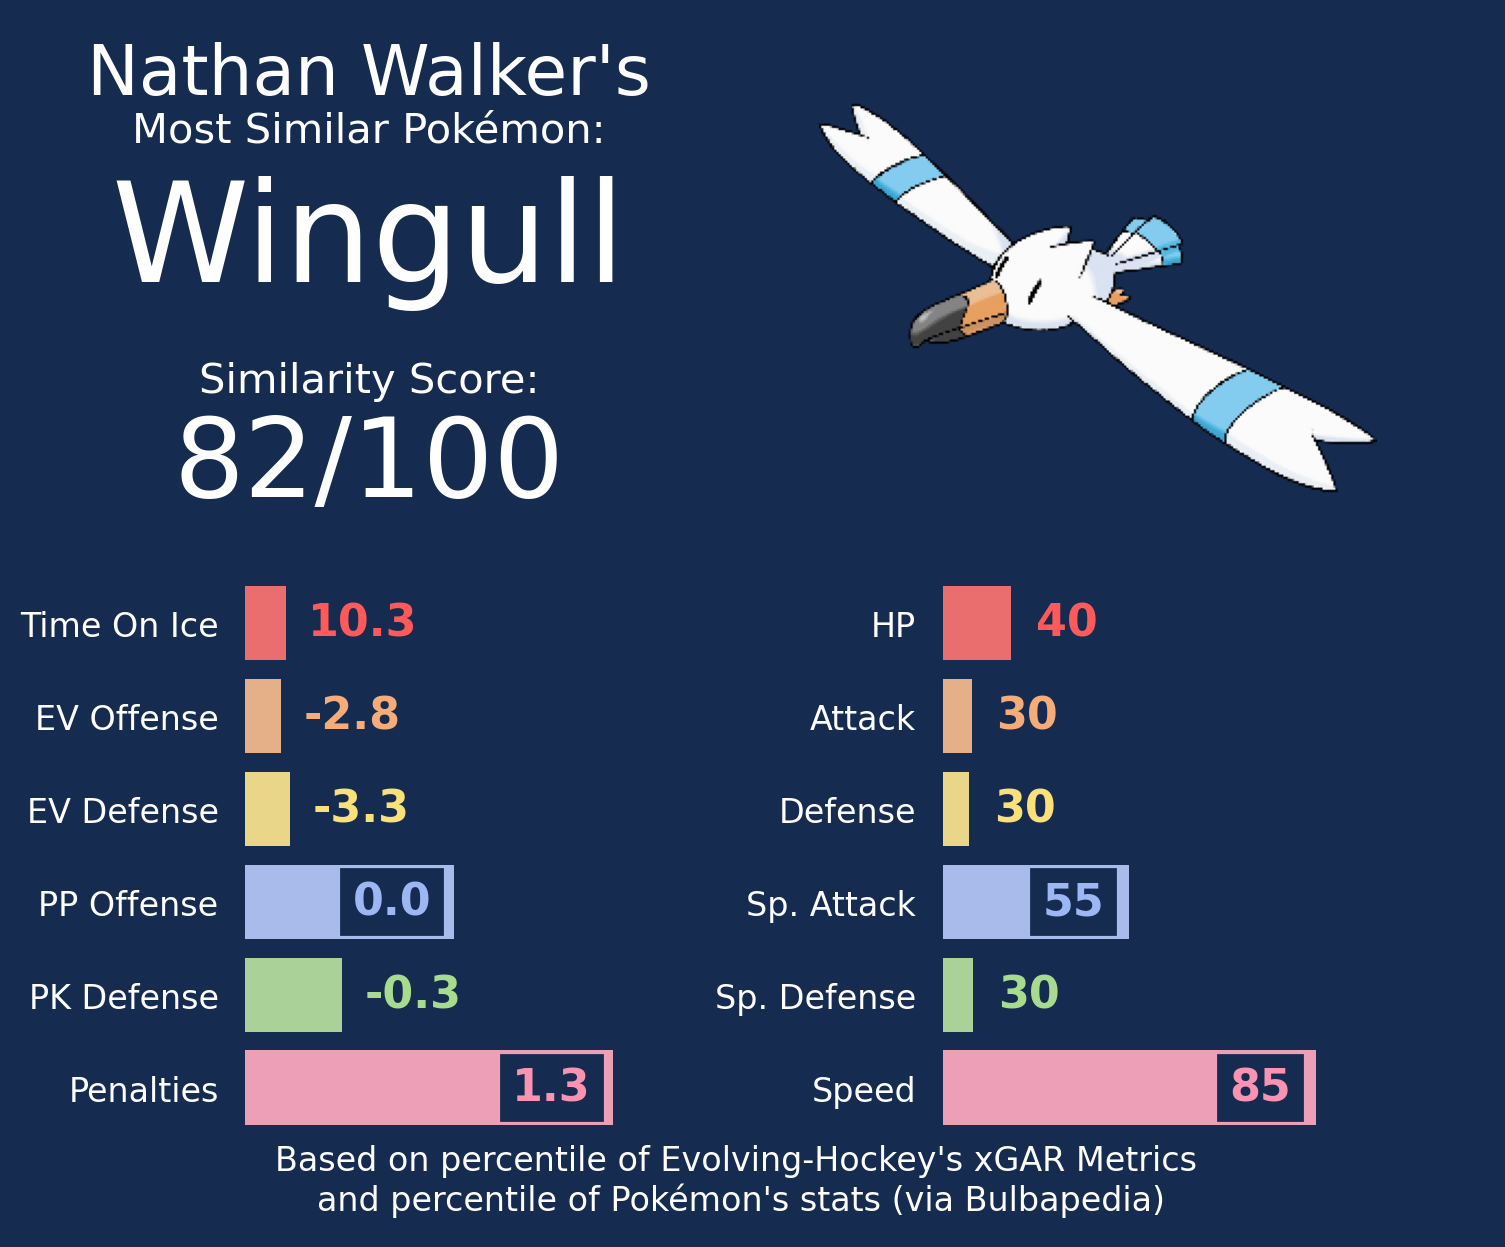 Nathan Walker's
Most Similar Pokémon:
Wingull
Similarity Score:
82/100
Time On Ice 10.3
EV Offense -2.8
EV Defense -3.3
PP Offense 0.0
PK Defense -0.3
Penalties 1.3
HP 40
Attack 30
Defense 30
Sp. Attack 55
Sp. Defense 30
Speed 85
Based on percentile of Evolving-Hockey's xGAR Metrics
and percentile of Pokémon's stats (via Bulbapedia)